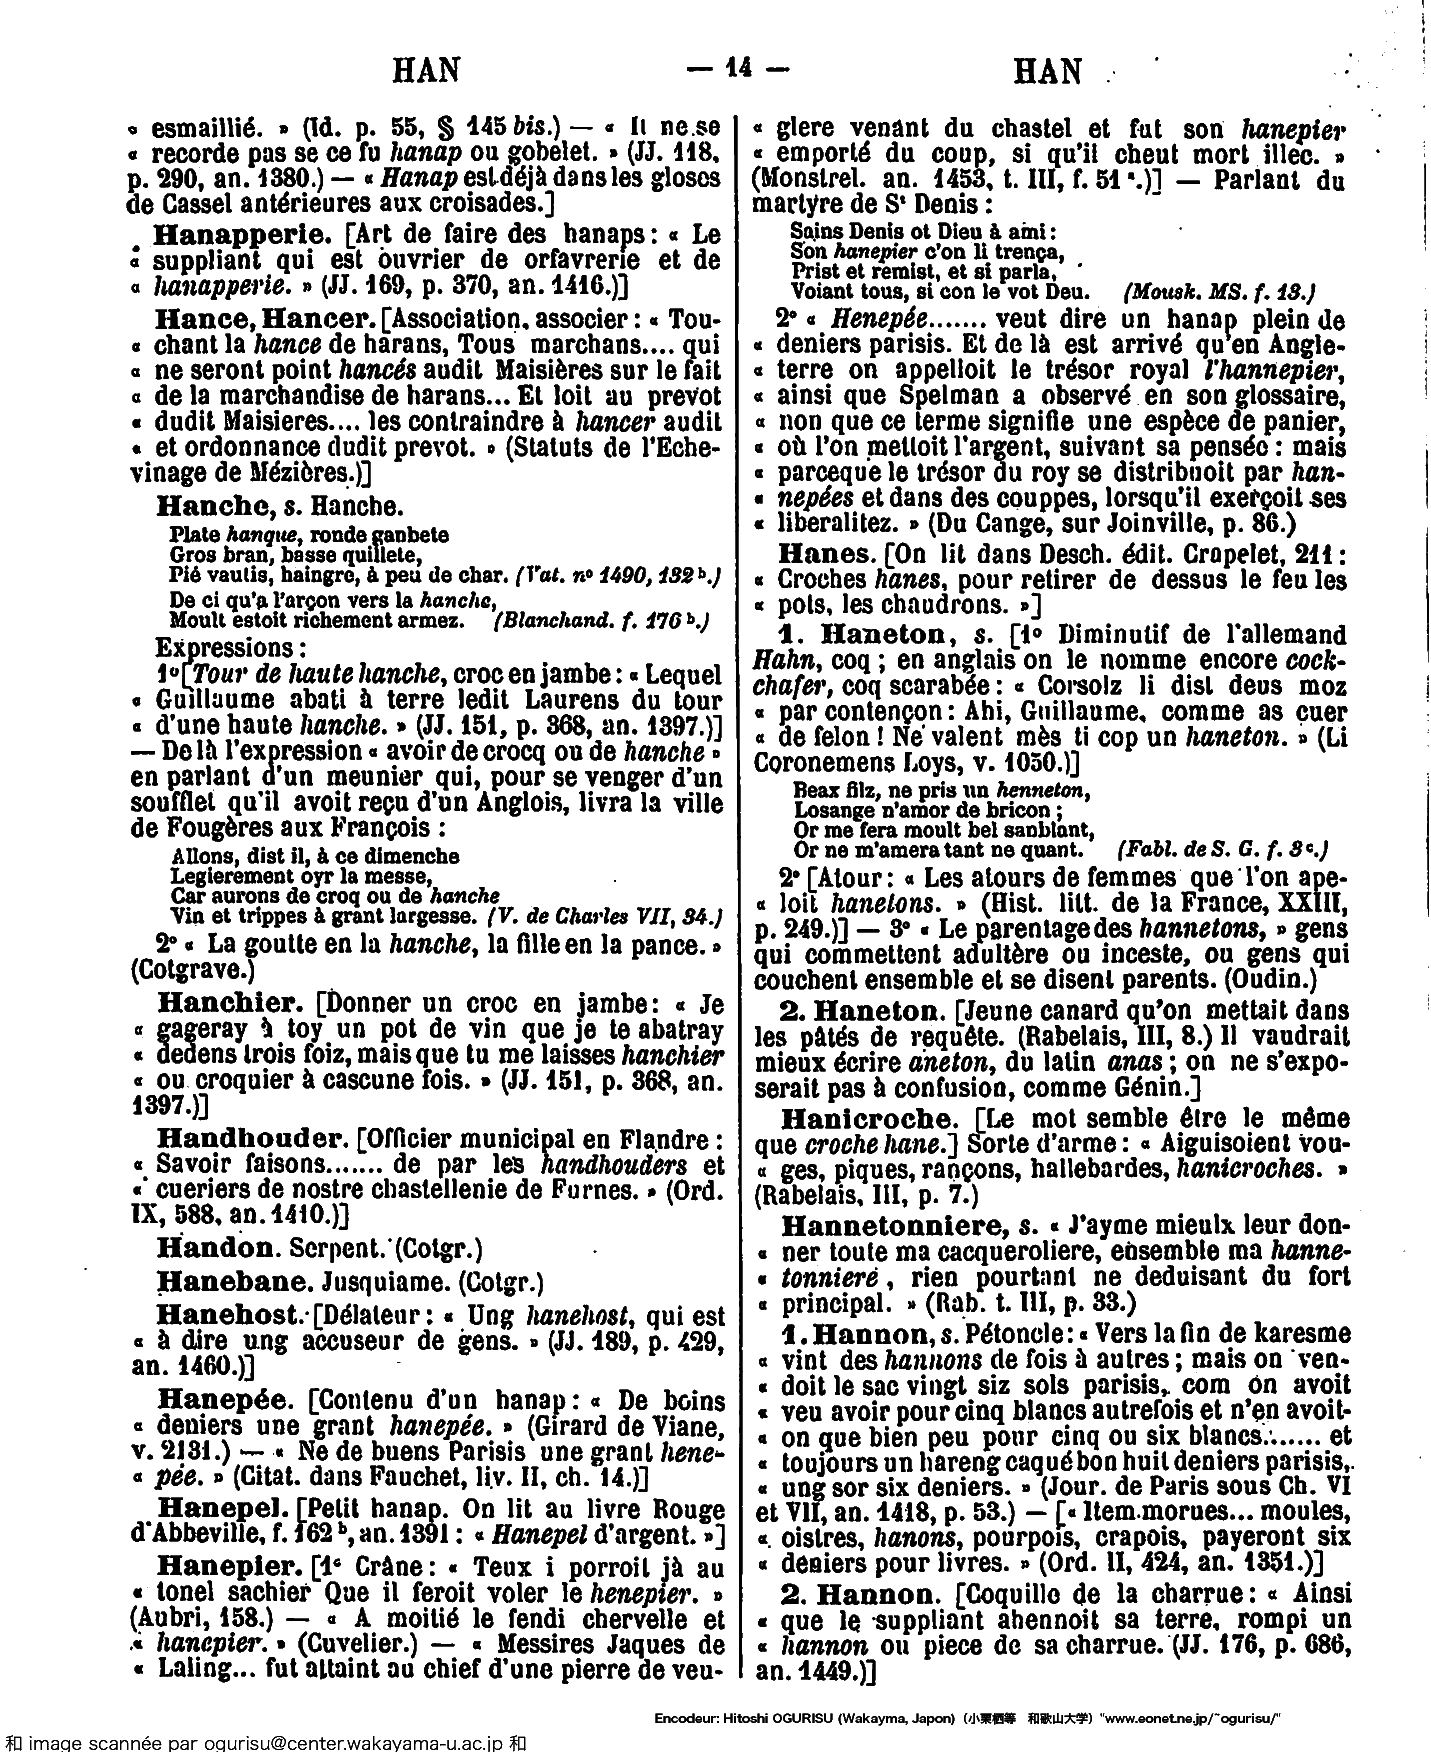 HAN — 14 — HAN
« esmaillié. » (Id. p. 55, § 145 bis.) — « Il ne se
« recorde pas se ce fu hanap ou gobelet. » (JJ. 118,
p. 290, an. 1380.) — « Hanap est déjà dans les gloses
de Cassel antérieures aux croisades.]
Hanapperie. [Art de faire des hanaps : « Le
« suppliant qui est ouvrier de orfavrerie et de
« hanapperie. » (JJ. 169, p. 370, an. 1416.)]
Hance, Hancer. [Association, associer : « Tou-
« chant la hance de harans, Tous marchans.... qui
« ne seront point hancés audit Maisières sur le fait
« de la marchandise de harans... Et loit au prevot
« dudit Maisieres.... les contraindre à hancer audit
« et ordonnance dudit prevot. » (Statuts de l'Eche-
vinage de Mézières.)]
Hanche, s. Hanche.
Plate hanque, ronde ganbete
Gros bran, basse quillete,
Pié vautis, haingre, à peu de char. (Vat. nº 1490, 132 b.)
De ci qu'a l'arçon vers la hanche,
Moult estoit richement armez. (Blanchand. f. 176 b.)
Expressions :
1º [Tour de haute hanche, croc en jambe : « Lequel
« Guillaume abati à terre ledit Laurens du tour
« d'une haute hanche. » (JJ. 151, p. 368, an. 1397.)]
— De là l'expression « avoir de crocq ou de hanche »
en parlant d'un meunier qui, pour se venger d'un
soufflet qu'il avoit reçu d'un Anglois, livra la ville
de Fougères aux François :
Allons, dist il, à ce dimenche
Legierement oyr la messe,
Car aurons de croq ou de hanche
Vin et trippes à grant largesse. (V. de Charles VII, 34.)
2º « La goutte en la hanche, la fille en la pance. »
(Cotgrave.)
Hanchier. [Donner un croc en jambe : « Je
« gageray à toy un pot de vin que je te abatray
« dedens trois foiz, mais que tu me laisses hanchier
« ou croquier à cascune fois. » (JJ. 151, p. 368, an.
1397.)]
Handhouder. [Officier municipal en Flandre :
« Savoir faisons....... de par les handhouders et
« cueriers de nostre chastellenie de Furnes. » (Ord.
IX, 588, an. 1410.)]
Handon. Serpent. (Cotgr.)
Hanebane. Jusquiame. (Cotgr.)
Hanehost. [Délateur : « Ung hanehost, qui est
« à dire ung accuseur de gens. » (JJ. 189, p. 429,
an. 1460.)]
Hanepée. [Contenu d'un hanap : « De boins
« deniers une grant hanepée. » (Girard de Viane,
v. 2131.) — « Ne de buens Parisis une grant hene-
« pée. » (Citat. dans Fauchet, liv. II, ch. 14.)]
Hanepel. [Petit hanap. On lit au livre Rouge
d'Abbeville, f. 162 b, an. 1391 : « Hanepel d'argent. »]
Hanepier. [1º Crâne : « Teux i porroit jà au
« tonel sachier Que il feroit voler le henepier. »
(Aubri, 158.) — « A moitié le fendi chervelle et
« hanepier. » (Cuvelier.) — « Messires Jaques de
« Laling... fut attaint au chief d'une pierre de veu-
« glere venant du chastel et fut son hanepier
« emporté du coup, si qu'il cheut mort illec. »
(Monstrel. an. 1453, t. III, f. 51 a.)] — Parlant du
martyre de St Denis :
Sains Denis ot Dieu à ami :
Son hanepier c'on li trença,
Prist et remist, et si parla,
Voiant tous, si con le vot Deu. (Mousk. MS. f. 13.)
2º « Henepée....... veut dire un hanap plein de
« deniers parisis. Et de là est arrivé qu'en Angle-
« terre on appelloit le trésor royal l'hannepier,
« ainsi que Spelman a observé en son glossaire,
« non que ce terme signifie une espèce de panier,
« où l'on mettoit l'argent, suivant sa pensée : mais
« parceque le trésor du roy se distribuoit par han-
« nepées et dans des couppes, lorsqu'il exerçoit ses
« liberalitez. » (Du Cange, sur Joinville, p. 86.)
Hanes. [On lit dans Desch. édit. Crapelet, 211 :
« Croches hanes, pour retirer de dessus le feu les
« pots, les chaudrons. »]
1. Haneton, s. [1º Diminutif de l'allemand
Hahn, coq ; en anglais on le nomme encore cock-
chafer, coq scarabée : « Corsolz li dist deus moz
« par contençon : Ahi, Guillaume, comme as cuer
« de felon ! Ne valent mès ti cop un haneton. » (Li
Coronemens Loys, v. 1050.)]
Beax filz, ne pris un henneton,
Losange n'amor de bricon ;
Or me fera moult bel sanblant,
Or ne m'amera tant ne quant. (Fabl. de S. G. f. 3 c.)
2º [Atour : « Les atours de femmes que l'on ape-
« loit hanetons. » (Hist. litt. de la France, XXIII,
p. 249.)] — 3º « Le parentage des hannetons, » gens
qui commettent adultère ou inceste, ou gens qui
couchent ensemble et se disent parents. (Oudin.)
2. Haneton. [Jeune canard qu'on mettait dans
les pâtés de requête. (Rabelais, III, 8.) Il vaudrait
mieux écrire aneton, du latin anas ; on ne s'expo-
serait pas à confusion, comme Génin.]
Hanicroche. [Le mot semble être le même
que croche hane.] Sorte d'arme : « Aiguisoient vou-
« ges, piques, rançons, hallebardes, hanicroches. »
(Rabelais, III, p. 7.)
Hannetonniere, s. « J'ayme mieulx leur don-
« ner toute ma cacqueroliere, ensemble ma hanne-
« tonniere, rien pourtant ne deduisant du fort
« principal. » (Rab. t. III, p. 33.)
1. Hannon, s. Pétoncle : « Vers la fin de karesme
« vint des hannons de fois à autres ; mais on ven-
« doit le sac vingt siz sols parisis, com on avoit
« veu avoir pour cinq blancs autrefois et n'en avoit-
« on que bien peu pour cinq ou six blancs....... et
« toujours un hareng caqué bon huit deniers parisis,
« ung sor six deniers. » (Jour. de Paris sous Ch. VI
et VII, an. 1418, p. 53.) — [« Item morues... moules,
« oistres, hanons, pourpois, crapois, payeront six
« deniers pour livres. » (Ord. II, 424, an. 1351.)]
2. Hannon. [Coquille de la charrue : « Ainsi
« que le suppliant ahennoit sa terre, rompi un
« hannon ou piece de sa charrue. (JJ. 176, p. 686,
an. 1449.)]
Encodeur: Hitoshi OGURISU (Wakayma, Japon) (小栗栖等 和歌山大学) "www.eonet.ne.jp/~ogurisu/"
和 image scannée par ogurisu@center.wakayama-u.ac.jp 和